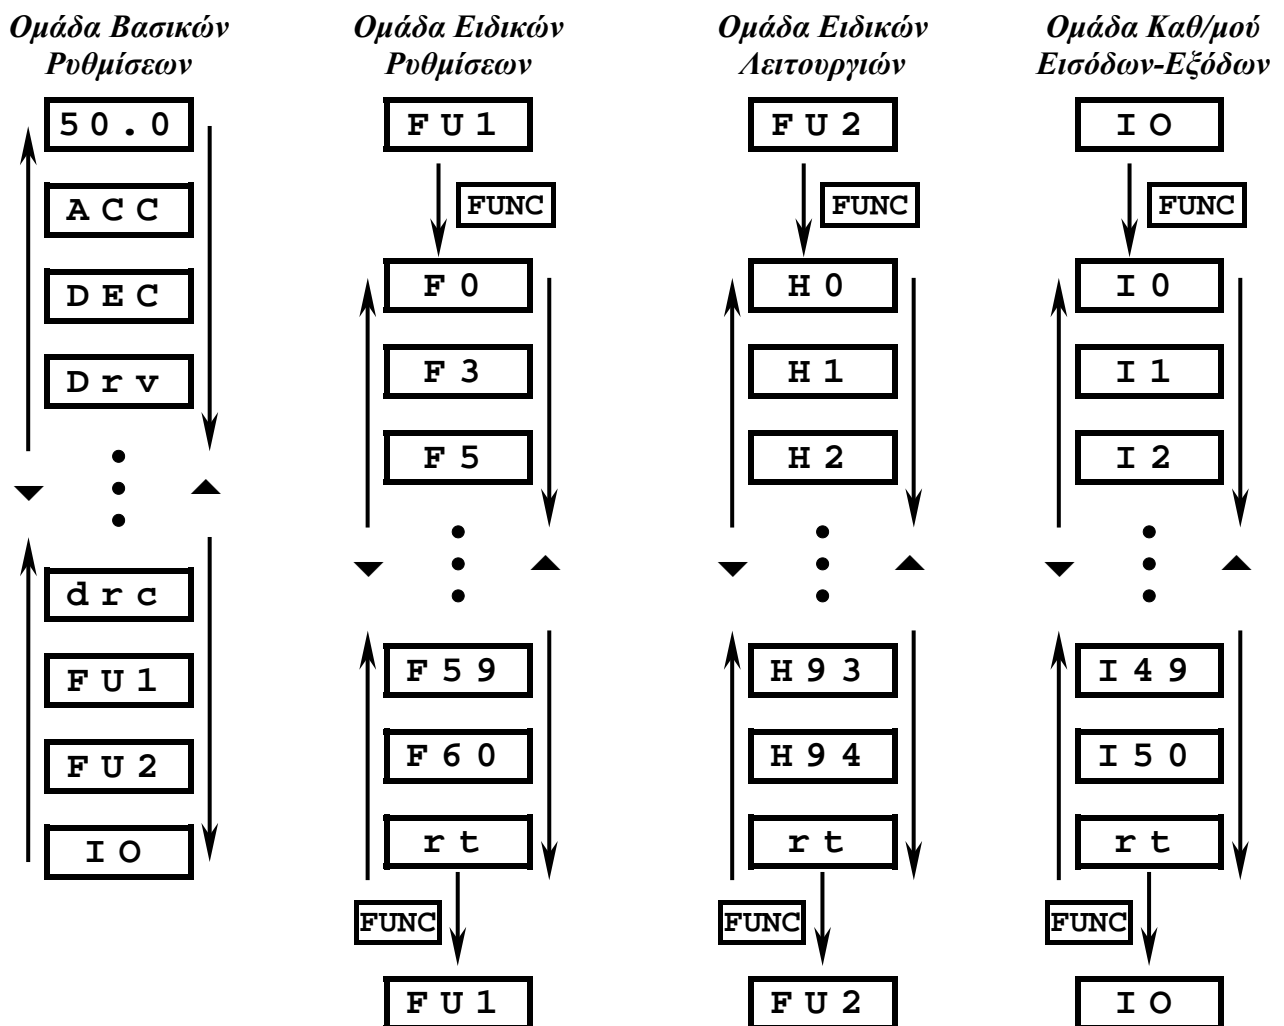 Ομάδα Βασικών
Ρυθμίσεων
50.0
ACC
DEC
Drv
drc
FU1
FU2
IO
Ομάδα Ειδικών
Ρυθμίσεων
FU1
FUNC
F0
F3
F5
F59
F60
rt
FUNC
FU1
Ομάδα Ειδικών
Λειτουργιών
FU2
FUNC
H0
H1
H2
H93
H94
rt
FUNC
FU2
Ομάδα Καθ/μού
Εισόδων-Εξόδων
IO
FUNC
I0
I1
I2
I49
I50
rt
FUNC
IO